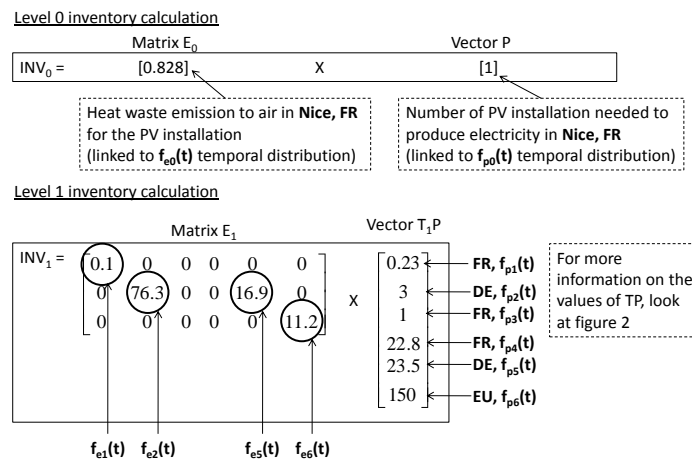 Level 0 inventory calculation
Matrix E0 Vector P
INV0 = [0.828] X [1]
Heat waste emission to air in Nice, FR
for the PV installation
(linked to fe0(t) temporal distribution)
Number of PV installation needed to
produce electricity in Nice, FR
(linked to fp0(t) temporal distribution)
Level 1 inventory calculation
Matrix E1 Vector T1P
INV1 =
0.1 0 0 0 0 0
0 76.3 0 0 16.9 0
0 0 0 0 0 11.2
X
0.23
3
1
22.8
23.5
150
FR, fp1(t)
DE, fp2(t)
FR, fp3(t)
FR, fp4(t)
DE, fp5(t)
EU, fp6(t)
For more
information on the
values of TP, look
at figure 2
fe1(t) fe2(t) fe5(t) fe6(t)